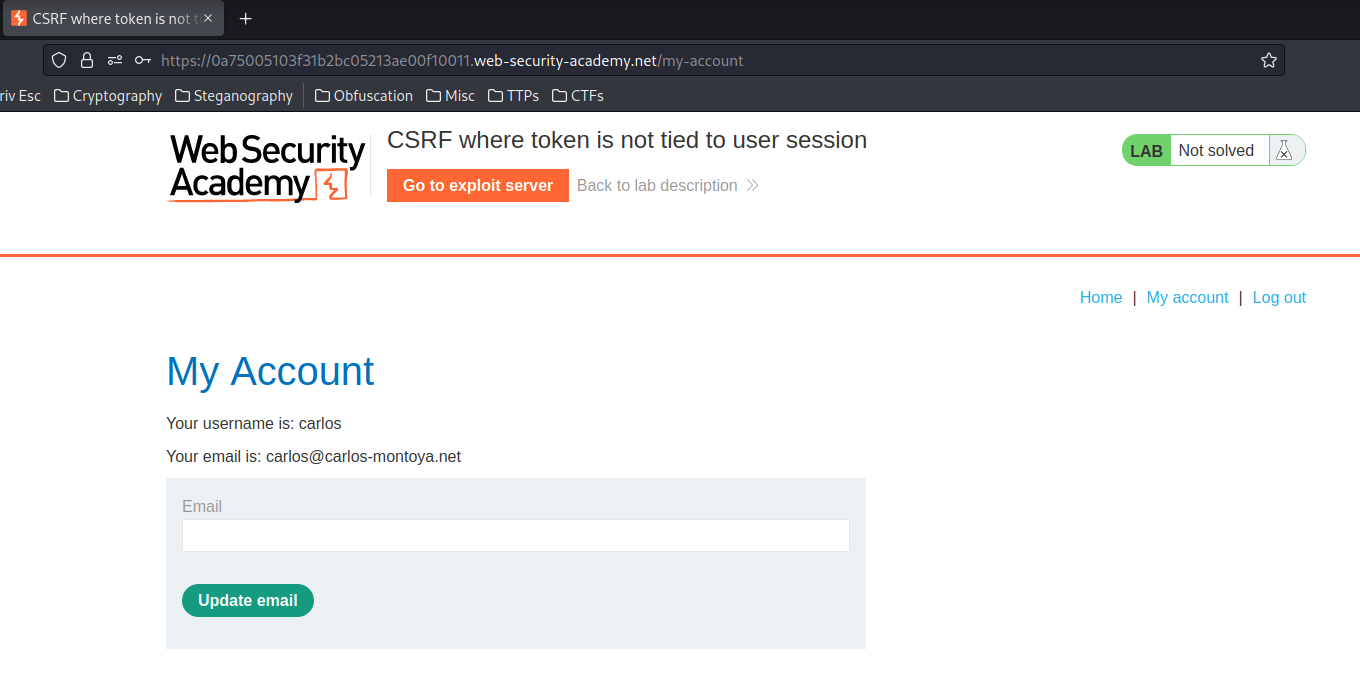 CSRF where token is not t
https://0a75005103f31b2bc05213ae00f10011.web-security-academy.net/my-account
riv Esc Cryptography Steganography Obfuscation Misc TTPs CTFs
WebSecurity
Academy
CSRF where token is not tied to user session
Go to exploit server Back to lab description
LAB Not solved
Home | My account | Log out
My Account
Your username is: carlos
Your email is: carlos@carlos-montoya.net
Email
Update email